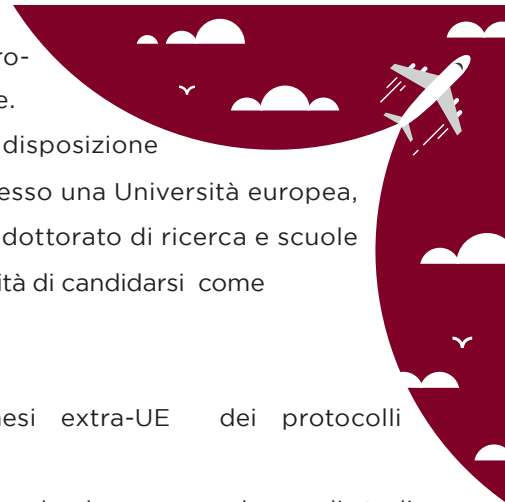 ro-
e.
disposizione
esso una Università europea,
dottorato di ricerca e scuole
ità di candidarsi come
esi extra-UE dei protocolli